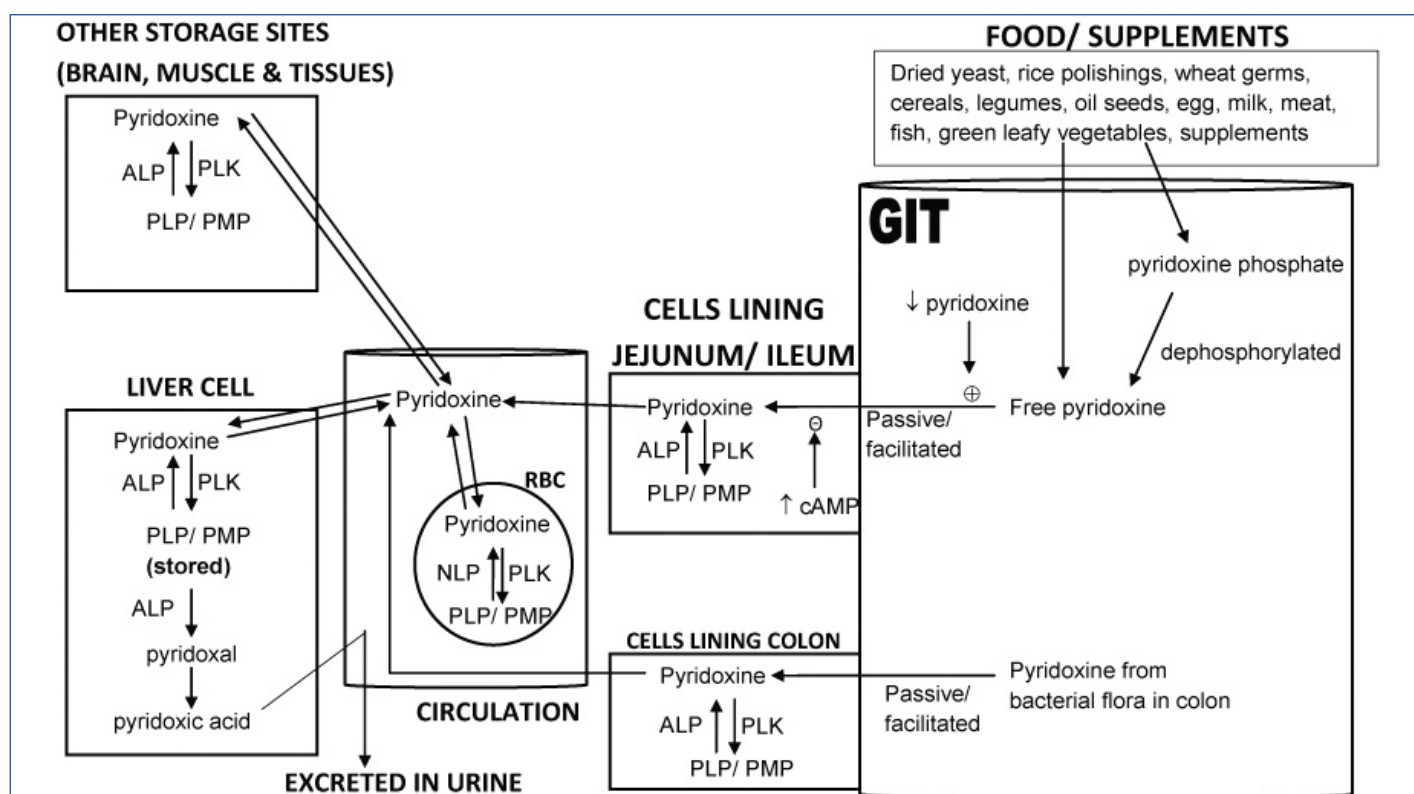 OTHER STORAGE SITES
(BRAIN, MUSCLE & TISSUES)
Pyridoxine
ALP PLK
PLP/ PMP
FOOD/ SUPPLEMENTS
Dried yeast, rice polishings, wheat germs,
cereals, legumes, oil seeds, egg, milk, meat,
fish, green leafy vegetables, supplements
GIT
pyridoxine phosphate
↓ pyridoxine
dephosphorylated
⊕
Free pyridoxine
Passive/
facilitated
CELLS LINING
JEJUNUM/ ILEUM
Pyridoxine
⊖
ALP PLK
PLP/ PMP
↑ cAMP
LIVER CELL
Pyridoxine
ALP PLK
PLP/ PMP
(stored)
ALP
pyridoxal
pyridoxic acid
Pyridoxine
RBC
Pyridoxine
NLP PLK
PLP/ PMP
CIRCULATION
EXCRETED IN URINE
CELLS LINING COLON
Pyridoxine
ALP PLK
PLP/ PMP
Passive/
facilitated
Pyridoxine from
bacterial flora in colon